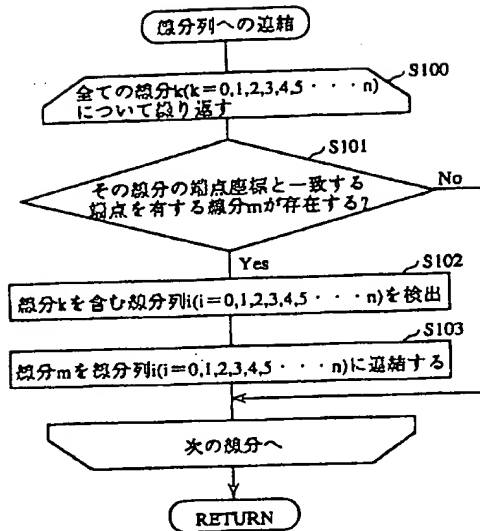 線分列への連結
S100
全ての線分k(k=0,1,2,3,4,5・・・n)
について繰り返す
S101
その線分の端点座標と一致する
端点を有する線分mが存在する?
No
Yes
S102
線分kを含む線分列i(i=0,1,2,3,4,5・・・n)を検出
S103
線分mを線分列i(i=0,1,2,3,4,5・・・n)に連結する
次の線分へ
RETURN